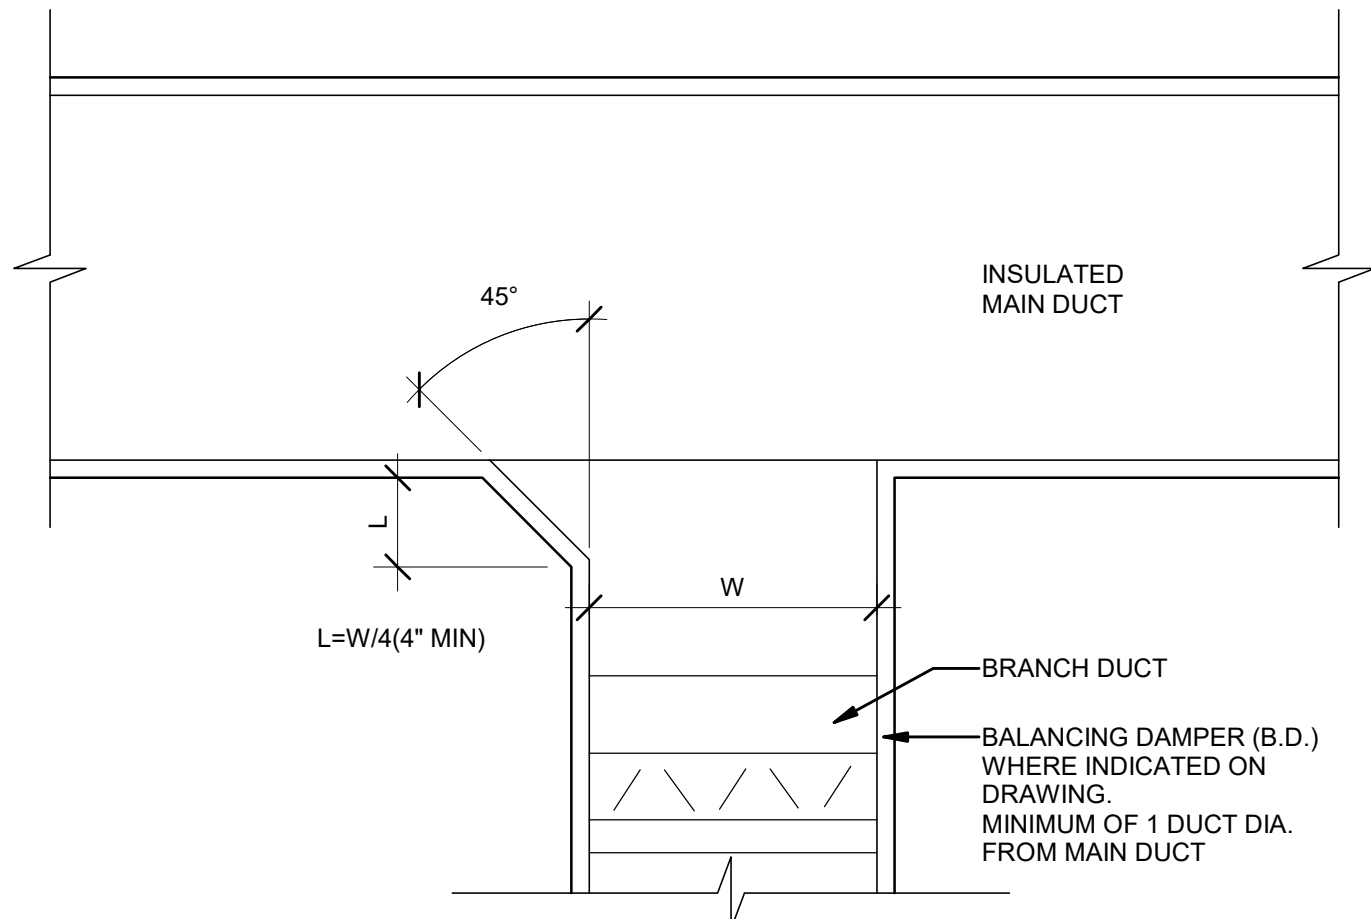 INSULATED
MAIN DUCT
45°
L
W
L=W/4(4" MIN)
BRANCH DUCT
BALANCING DAMPER (B.D.)
WHERE INDICATED ON
DRAWING.
MINIMUM OF 1 DUCT DIA.
FROM MAIN DUCT